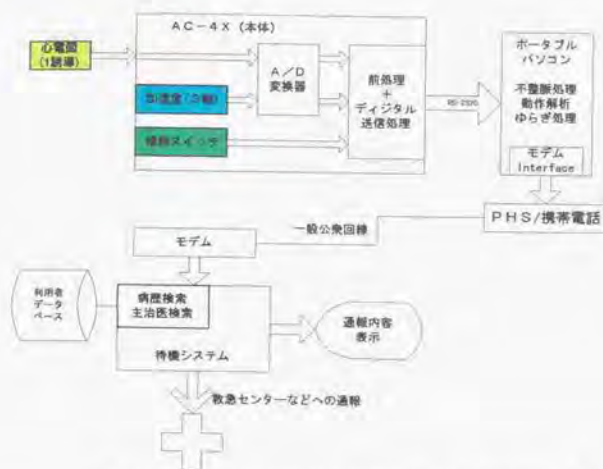 心電図
(1誘導)
AC-4X (本体)
A/D
変換器
前処理
+
ディジタル
送信処理
ポータブル
パソコン
不整脈処理
動作解析
ゆらぎ処理
モデム
Interface
PHS/携帯電話
一般公衆回線
モデム
利用者
データ
ベース
病歴検索
主治医検索
待機システム
通報内容
表示
救急センターなどへの通報